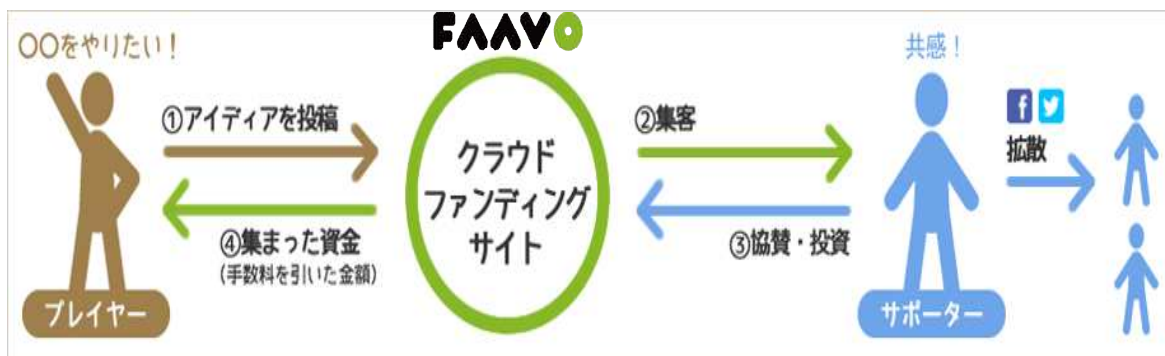 FAAVO
〇〇をやりたい!
共感!
①アイディアを投稿
②集客
拡散
クラウド
ファンディング
サイト
④集まった資金
(手数料を引いた金額)
③協賛・投資
プレイヤー
サポーター